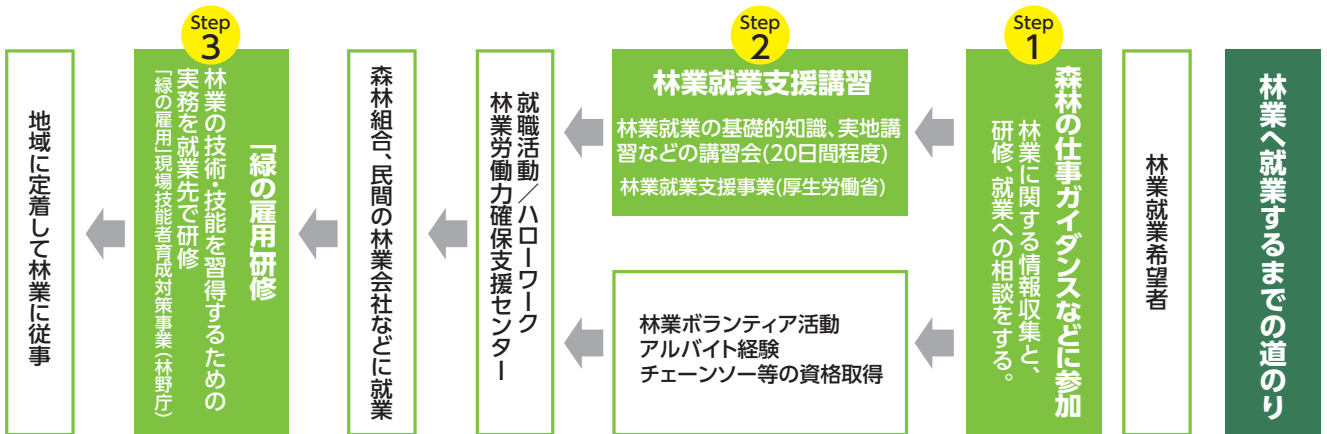 林業へ就業するまでの道のり
林業就業希望者
Step
1
森林の仕事ガイダンスなどに参加
林業に関する情報収集と、
研修、就業への相談をする。
Step
2
林業就業支援講習
林業就業の基礎的知識、実地講
習などの講習会(20日間程度)
林業就業支援事業(厚生労働省)
林業ボランティア活動
アルバイト経験
チェーンソー等の資格取得
就職活動／ハローワーク
林業労働力確保支援センター
森林組合、民間の林業会社などに就業
Step
3
「緑の雇用」研修
林業の技術・技能を習得するための
実務を就業先で研修
「緑の雇用」現場技能者育成対策事業(林野庁)
地域に定着して林業に従事